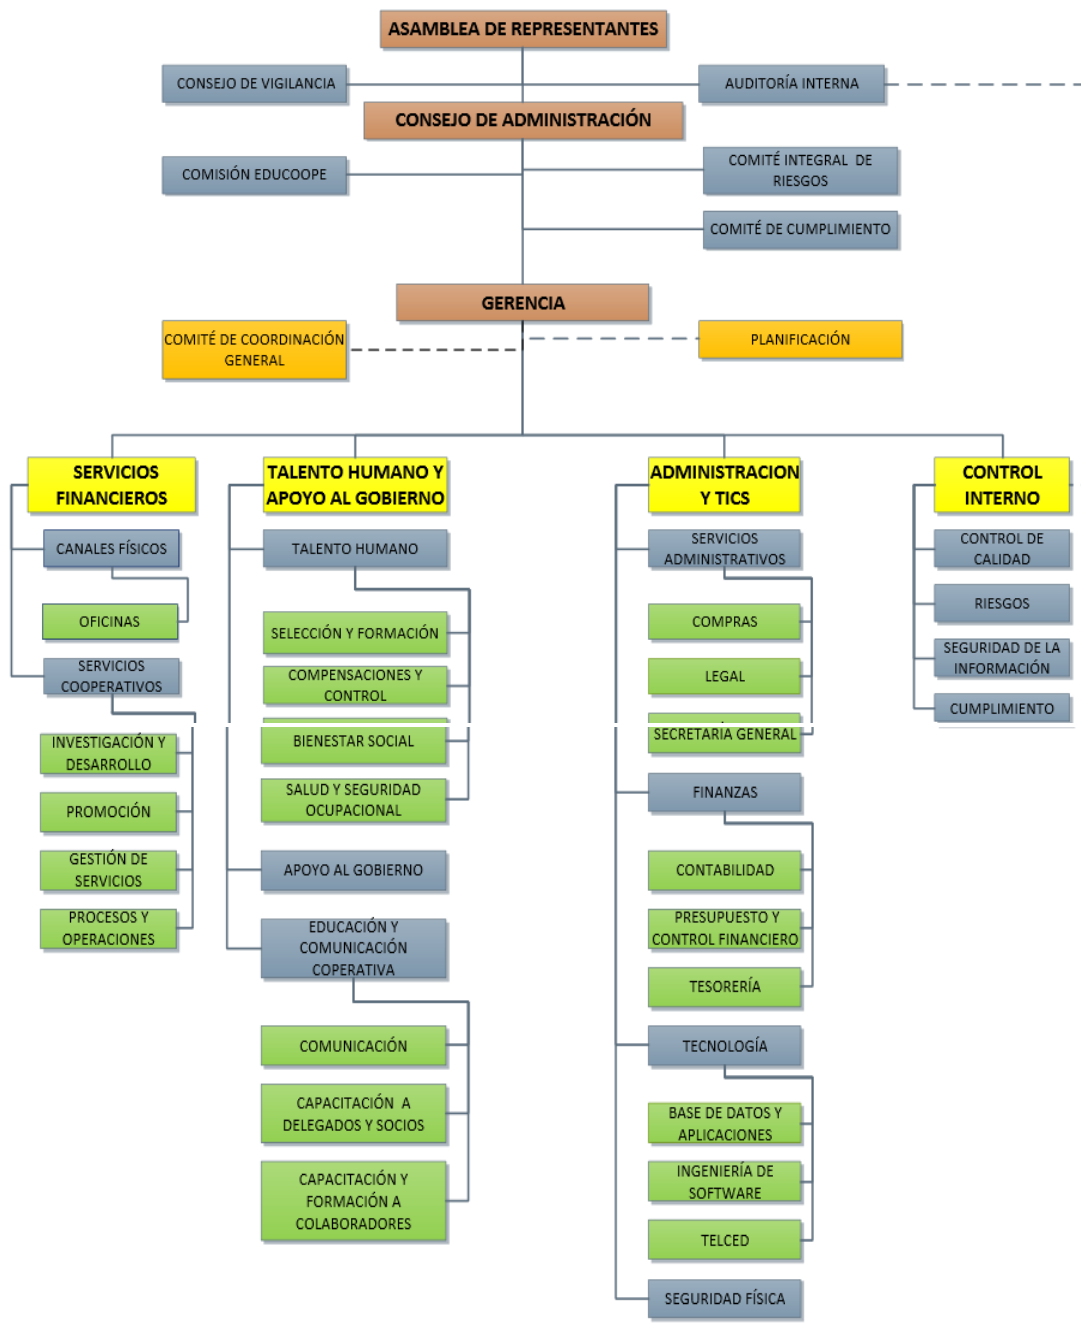 ASAMBLEA DE REPRESENTANTES
CONSEJO DE VIGILANCIA
AUDITORÍA INTERNA
CONSEJO DE ADMINISTRACIÓN
COMISIÓN EDUCOOPE
COMITÉ INTEGRAL DE
RIESGOS
COMITÉ DE CUMPLIMIENTO
GERENCIA
COMITÉ DE COORDINACIÓN
GENERAL
PLANIFICACIÓN
SERVICIOS
FINANCIEROS
CANALES FÍSICOS
OFICINAS
SERVICIOS
COOPERATIVOS
INVESTIGACIÓN Y
DESARROLLO
PROMOCIÓN
GESTIÓN DE
SERVICIOS
PROCESOS Y
OPERACIONES
TALENTO HUMANO Y
APOYO AL GOBIERNO
TALENTO HUMANO
SELECCIÓN Y FORMACIÓN
COMPENSACIONES Y
CONTROL
BIENESTAR SOCIAL
SALUD Y SEGURIDAD
OCUPACIONAL
APOYO AL GOBIERNO
EDUCACIÓN Y
COMUNICACIÓN
COPERATIVA
COMUNICACIÓN
CAPACITACIÓN A
DELEGADOS Y SOCIOS
CAPACITACIÓN Y
FORMACIÓN A
COLABORADORES
ADMINISTRACION
Y TICS
SERVICIOS
ADMINISTRATIVOS
COMPRAS
LEGAL
SECRETARÍA GENERAL
FINANZAS
CONTABILIDAD
PRESUPUESTO Y
CONTROL FINANCIERO
TESORERÍA
TECNOLOGÍA
BASE DE DATOS Y
APLICACIONES
INGENIERÍA DE
SOFTWARE
TELCED
SEGURIDAD FÍSICA
CONTROL
INTERNO
CONTROL DE
CALIDAD
RIESGOS
SEGURIDAD DE LA
INFORMACIÓN
CUMPLIMIENTO